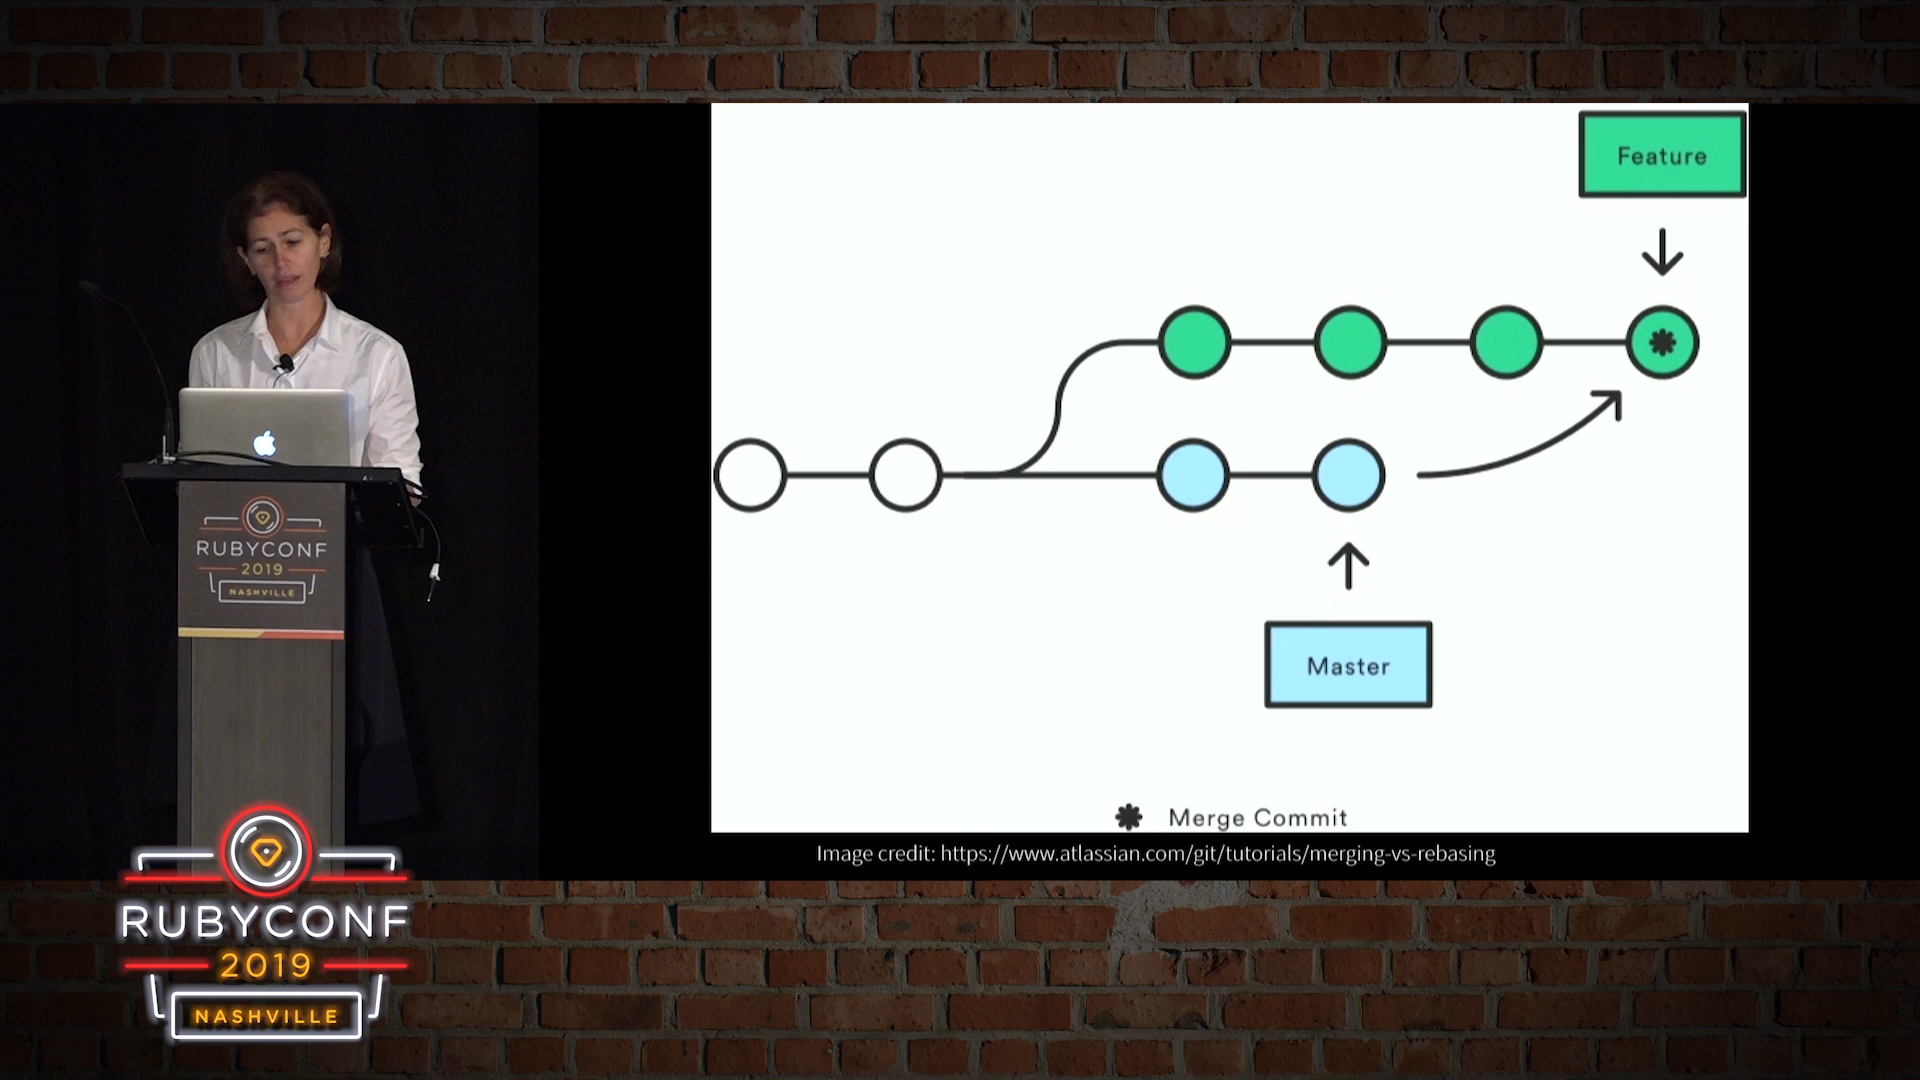 Feature
Master
Merge Commit
Image credit: https://www.atlassian.com/git/tutorials/merging-vs-rebasing
RUBYCONF
2019
NASHVILLE
RUBYCONF
2019
NASHVILLE